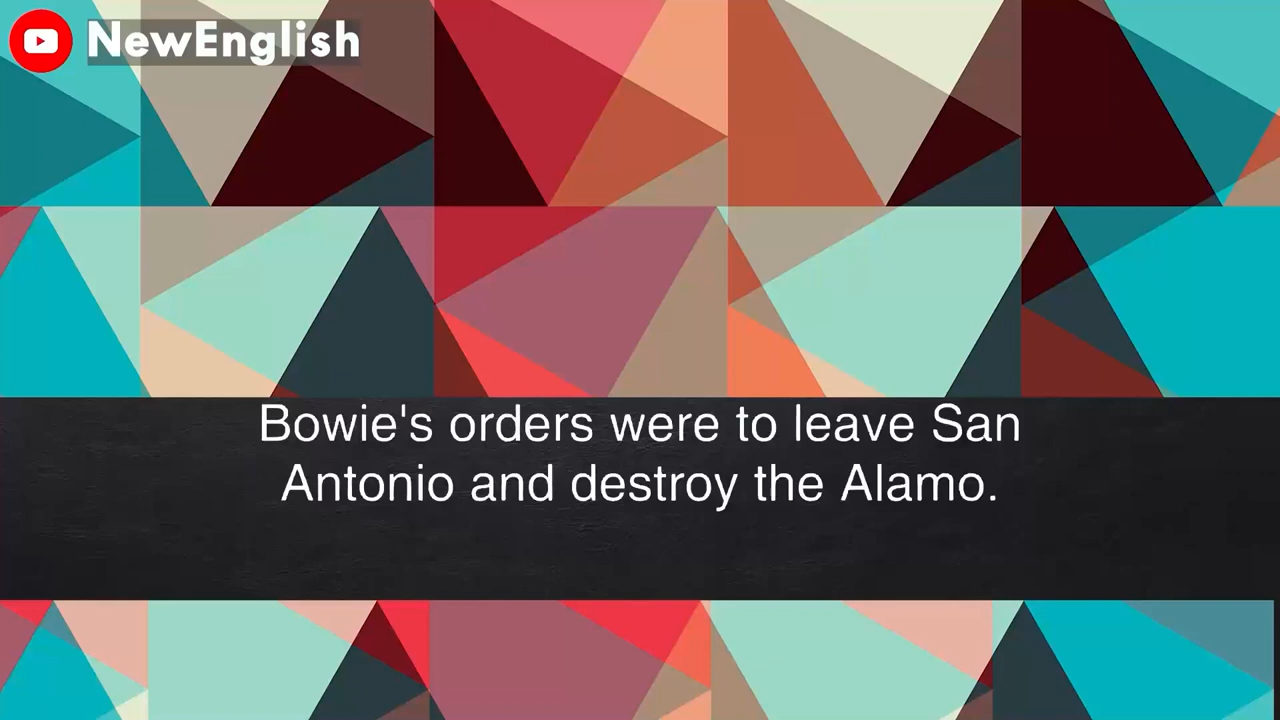 NewEnglish
Bowie's orders were to leave San
Antonio and destroy the Alamo.